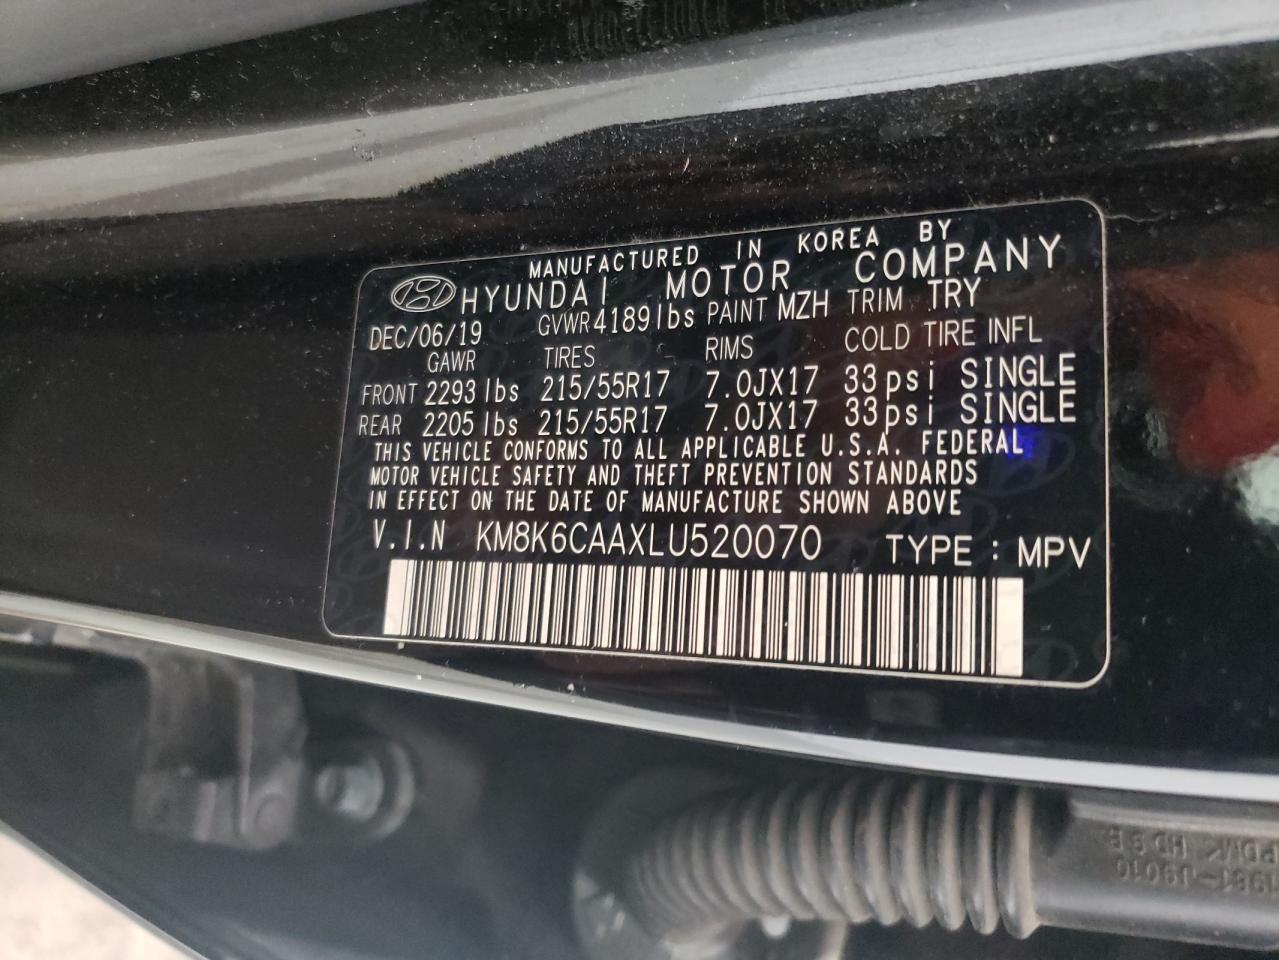 MANUFACTURED IN KOREA BY
HYUNDAI MOTOR COMPANY
DEC/06/19 GVWR 4189lbs PAINT MZH TRIM TRY
GAWR TIRES RIMS COLD TIRE INFL
FRONT 2293 lbs 215/55R17 7.0JX17 33psi SINGLE
REAR 2205 lbs 215/55R17 7.0JX17 33psi SINGLE
THIS VEHICLE CONFORMS TO ALL APPLICABLE U.S.A. FEDERAL
MOTOR VEHICLE SAFETY AND THEFT PREVENTION STANDARDS
IN EFFECT ON THE DATE OF MANUFACTURE SHOWN ABOVE
V.I.N KM8K6CAAXLU520070 TYPE : MPV